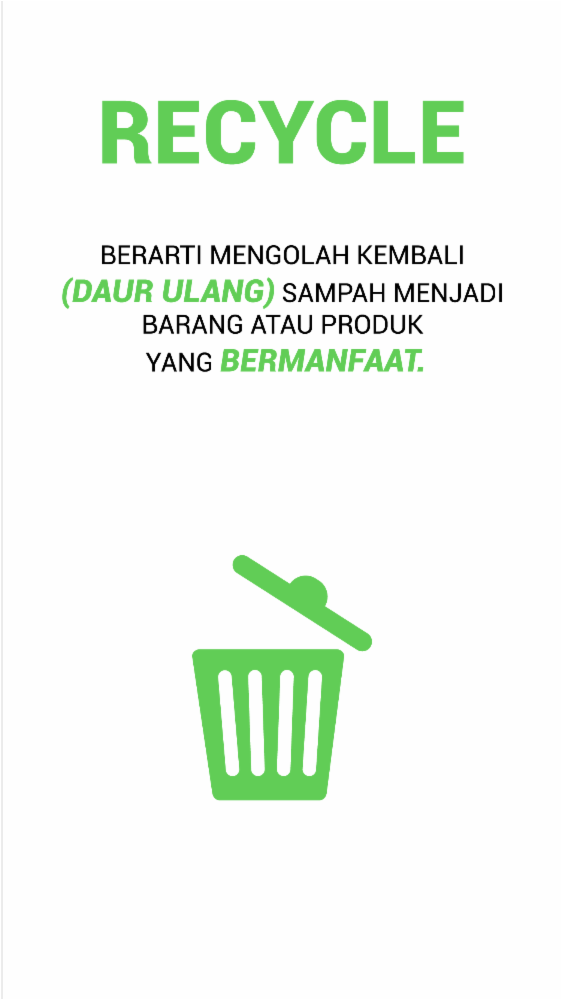 RECYCLE
BERARTI MENGOLAH KEMBALI
(DAUR ULANG) SAMPAH MENJADI
BARANG ATAU PRODUK
YANG BERMANFAAT.